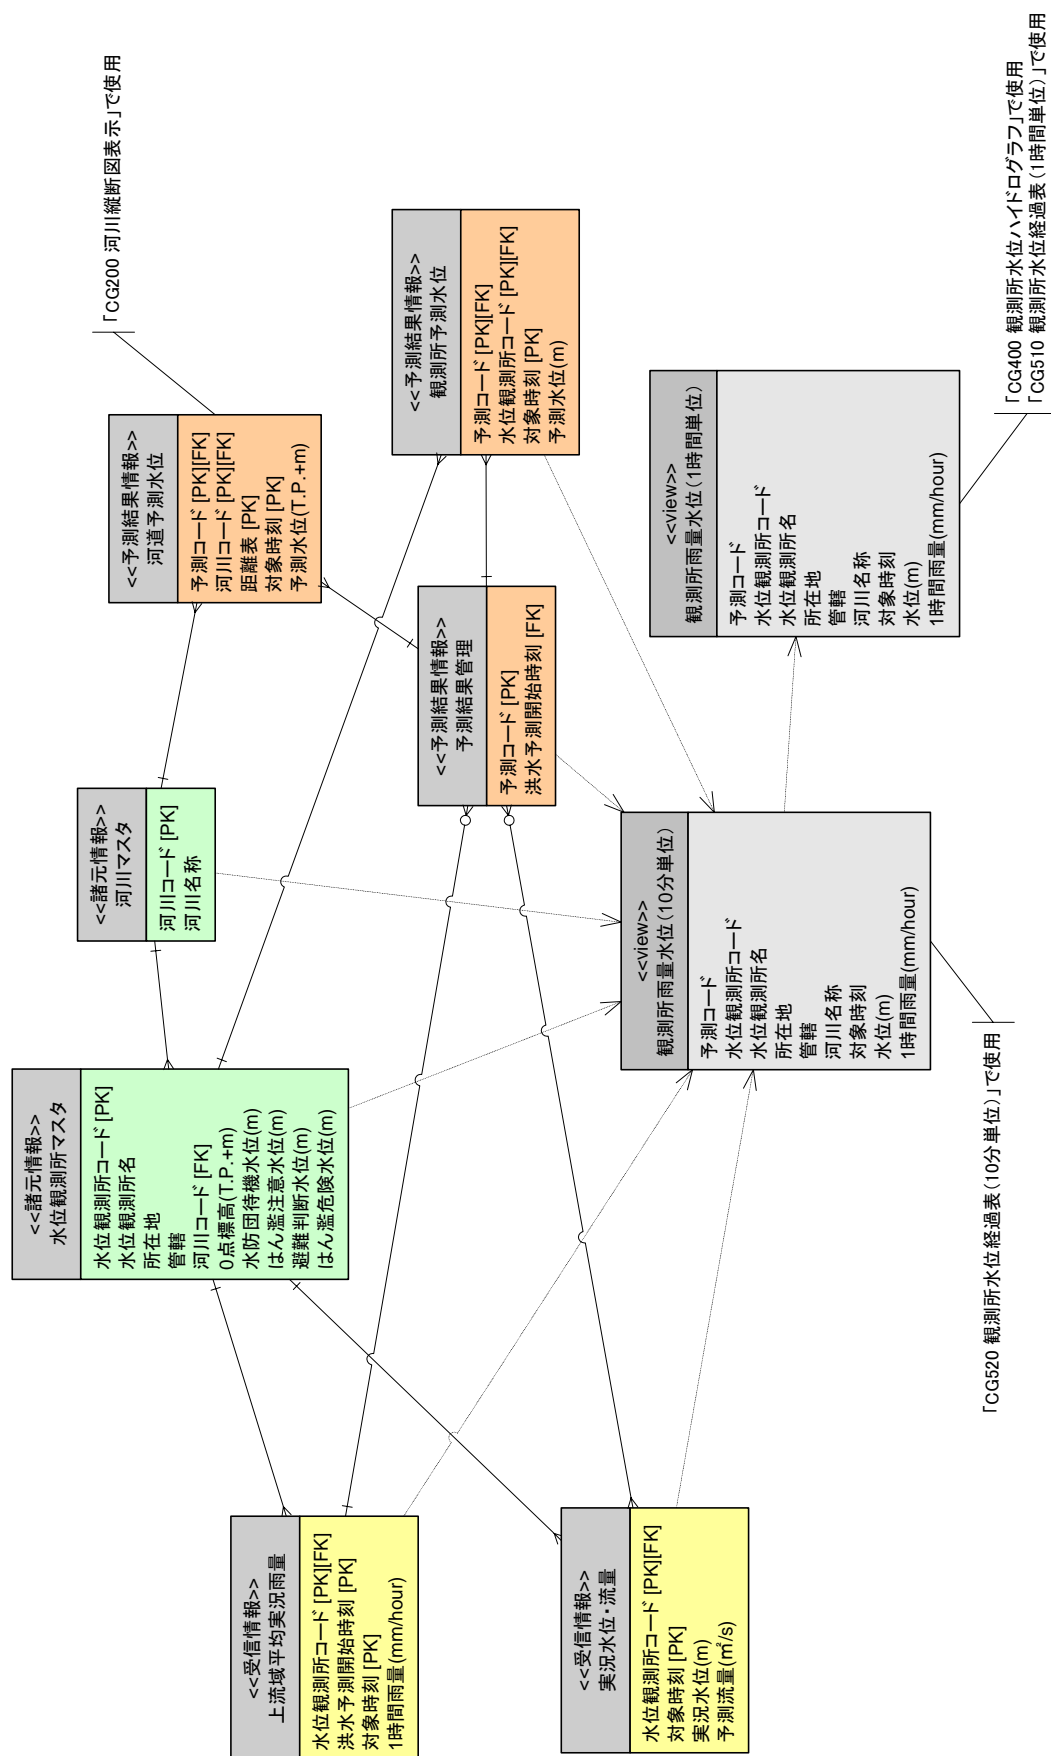 <<受信情報>>
上流域平均実況雨量
水位観測所コード [PK][FK]
洪水予測開始時刻 [PK]
対象時刻 [PK]
1時間雨量(mm/hour)
<<受信情報>>
実況水位・流量
水位観測所コード [PK][FK]
対象時刻 [PK]
実況水位(m)
予測流量(㎥/s)
<<諸元情報>>
水位観測所マスタ
水位観測所コード [PK]
水位観測所名
所在地
管轄
河川コード [FK]
0点標高(T.P.+m)
水防団待機水位(m)
はん濫注意水位(m)
避難判断水位(m)
はん濫危険水位(m)
<<諸元情報>>
河川マスタ
河川コード [PK]
河川名称
<<予測結果情報>>
河道予測水位
予測コード [PK][FK]
河川コード [PK][FK]
距離表 [PK]
対象時刻 [PK]
予測水位(T.P.+m)
「CG200 河川縦断図表示」で使用
<<予測結果情報>>
予測結果管理
予測コード [PK]
洪水予測開始時刻 [FK]
<<予測結果情報>>
観測所予測水位
予測コード [PK][FK]
水位観測所コード [PK][FK]
対象時刻 [PK]
予測水位(m)
<<view>>
観測所雨量水位(10分単位)
予測コード
水位観測所コード
水位観測所名
所在地
管轄
河川名称
対象時刻
水位(m)
1時間雨量(mm/hour)
「CG520 観測所水位経過表(10分単位)」で使用
<<view>>
観測所雨量水位(1時間単位)
予測コード
水位観測所コード
水位観測所名
所在地
管轄
河川名称
対象時刻
水位(m)
1時間雨量(mm/hour)
「CG400 観測所水位ハイドログラフ」で使用
「CG510 観測所水位経過表(1時間単位)」で使用